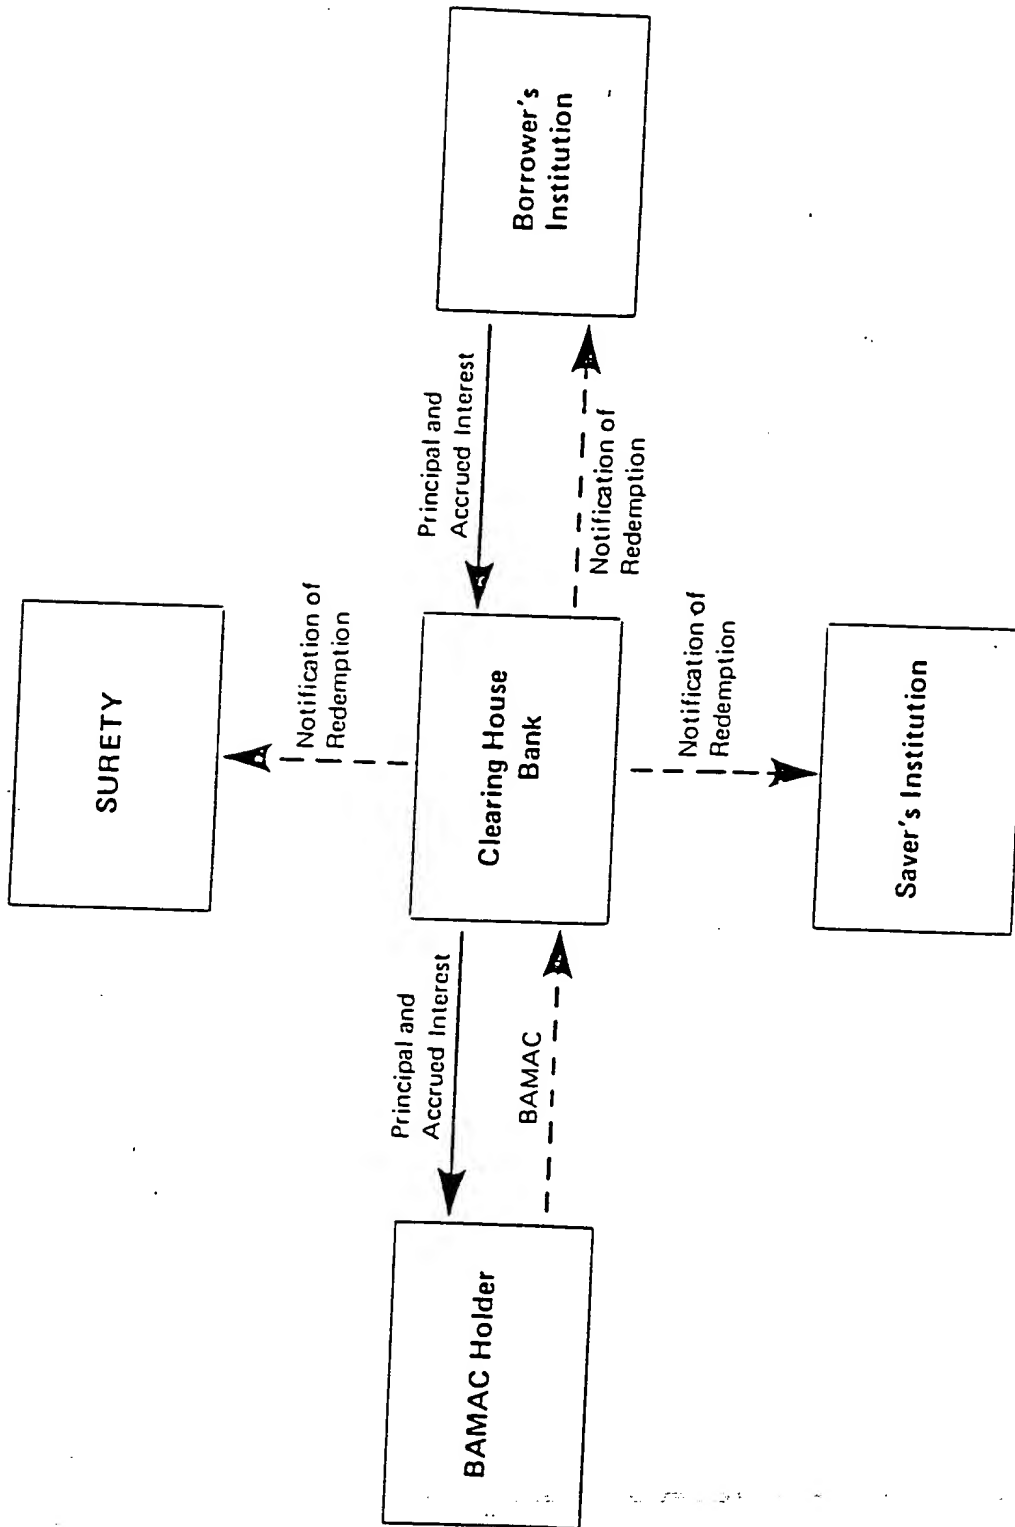 SURETY
Notification of
Redemption
BAMAC Holder
Principal and
Accrued Interest
BAMAC
Clearing House
Bank
Principal and
Accrued Interest
Notification of
Redemption
Borrower's
Institution
Notification of
Redemption
Saver's Institution